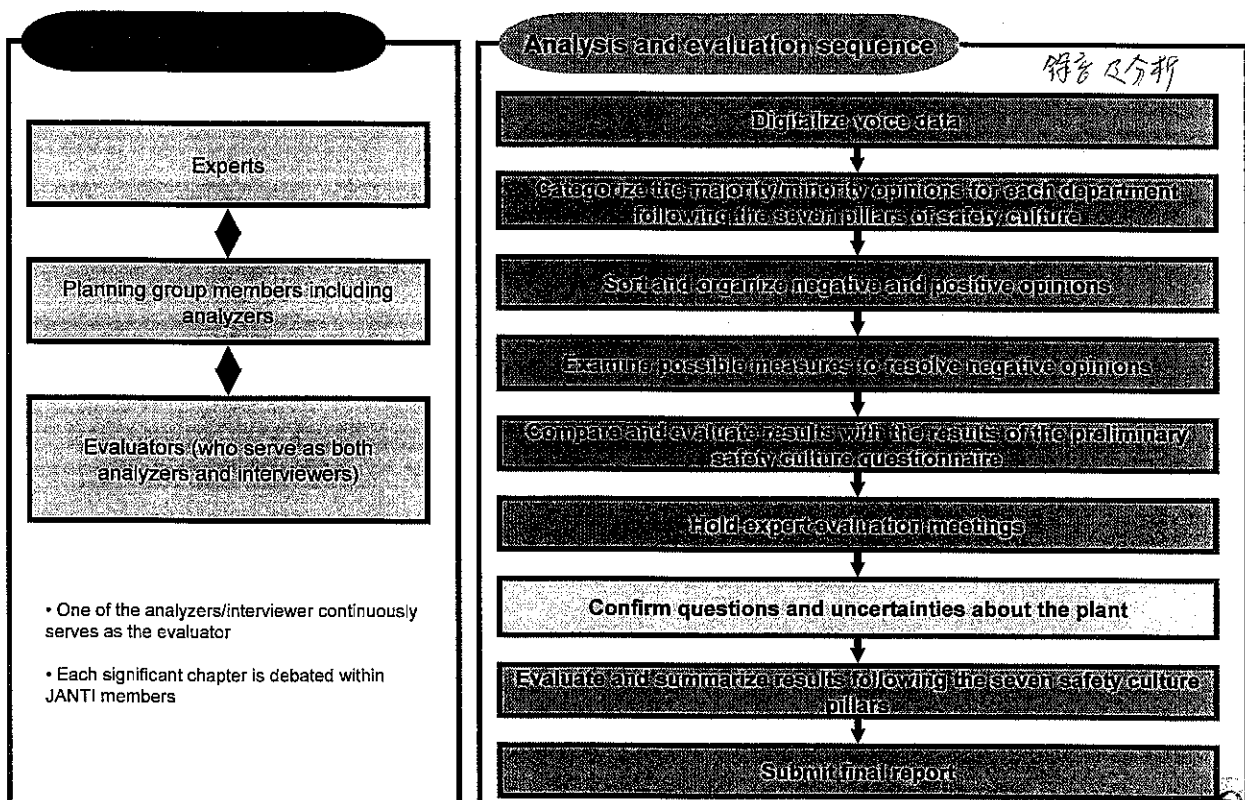 Experts
Planning group members including
analyzers
Evaluators (who serve as both
analyzers and interviewers)
• One of the analyzers/interviewer continuously
serves as the evaluator
• Each significant chapter is debated within
JANTI members
Analysis and evaluation sequence
及分析
Digitalize voice data
Categorize the majority/minority opinions for each department
following the seven pillars of safety culture
Sort and organize negative and positive opinions
Examine possible measures to resolve negative opinions
Compare and evaluate results with the results of the preliminary
safety culture questionnaire
Hold expert evaluation meetings
Confirm questions and uncertainties about the plant
Evaluate and summarize results following the seven safety culture
pillars
Submit final report